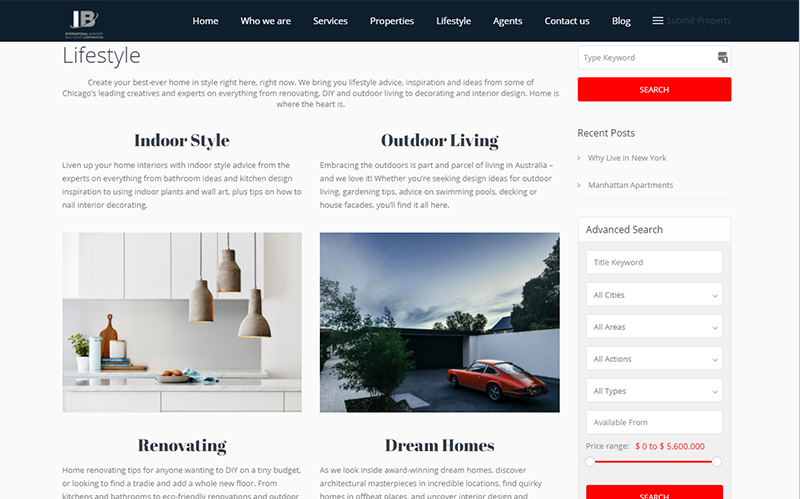 JB
Home Who we are Services Properties Lifestyle Agents Contact us Blog Submit Property
Lifestyle
Create your best-ever home in style right here, right now. We bring you lifestyle advice, inspiration and ideas from some of
Chicago's leading creatives and experts on everything from renovating, DIY and outdoor living to decorating and interior design. Home is
where the heart is.
Indoor Style
Liven up your home interiors with indoor style advice from the
experts on everything from bathroom ideas and kitchen design
inspiration to using indoor plants and wall art, plus tips on how to
nail interior decorating.
Outdoor Living
Embracing the outdoors is part and parcel of living in Australia –
and we love it! Whether you're seeking design ideas for outdoor
living, gardening tips, advice on swimming pools, decking or
house facades, you'll find it all here.
Renovating
Home renovating tips for anyone wanting to DIY on a tiny budget,
or looking to find a tradie and add a whole new floor. From
kitchens and bathrooms to eco-friendly renovations and outdoor
Dream Homes
As we look inside award-winning dream homes, discover
architectural masterpieces in incredible locations, find quirky
homes in offbeat places, and uncover interior design and
Type Keyword
SEARCH
Recent Posts
Why Live in New York
Manhattan Apartments
Advanced Search
Title Keyword
All Cities
All Areas
All Actions
All Types
Available From
Price range: $ 0 to $ 5.600.000
SEARCH